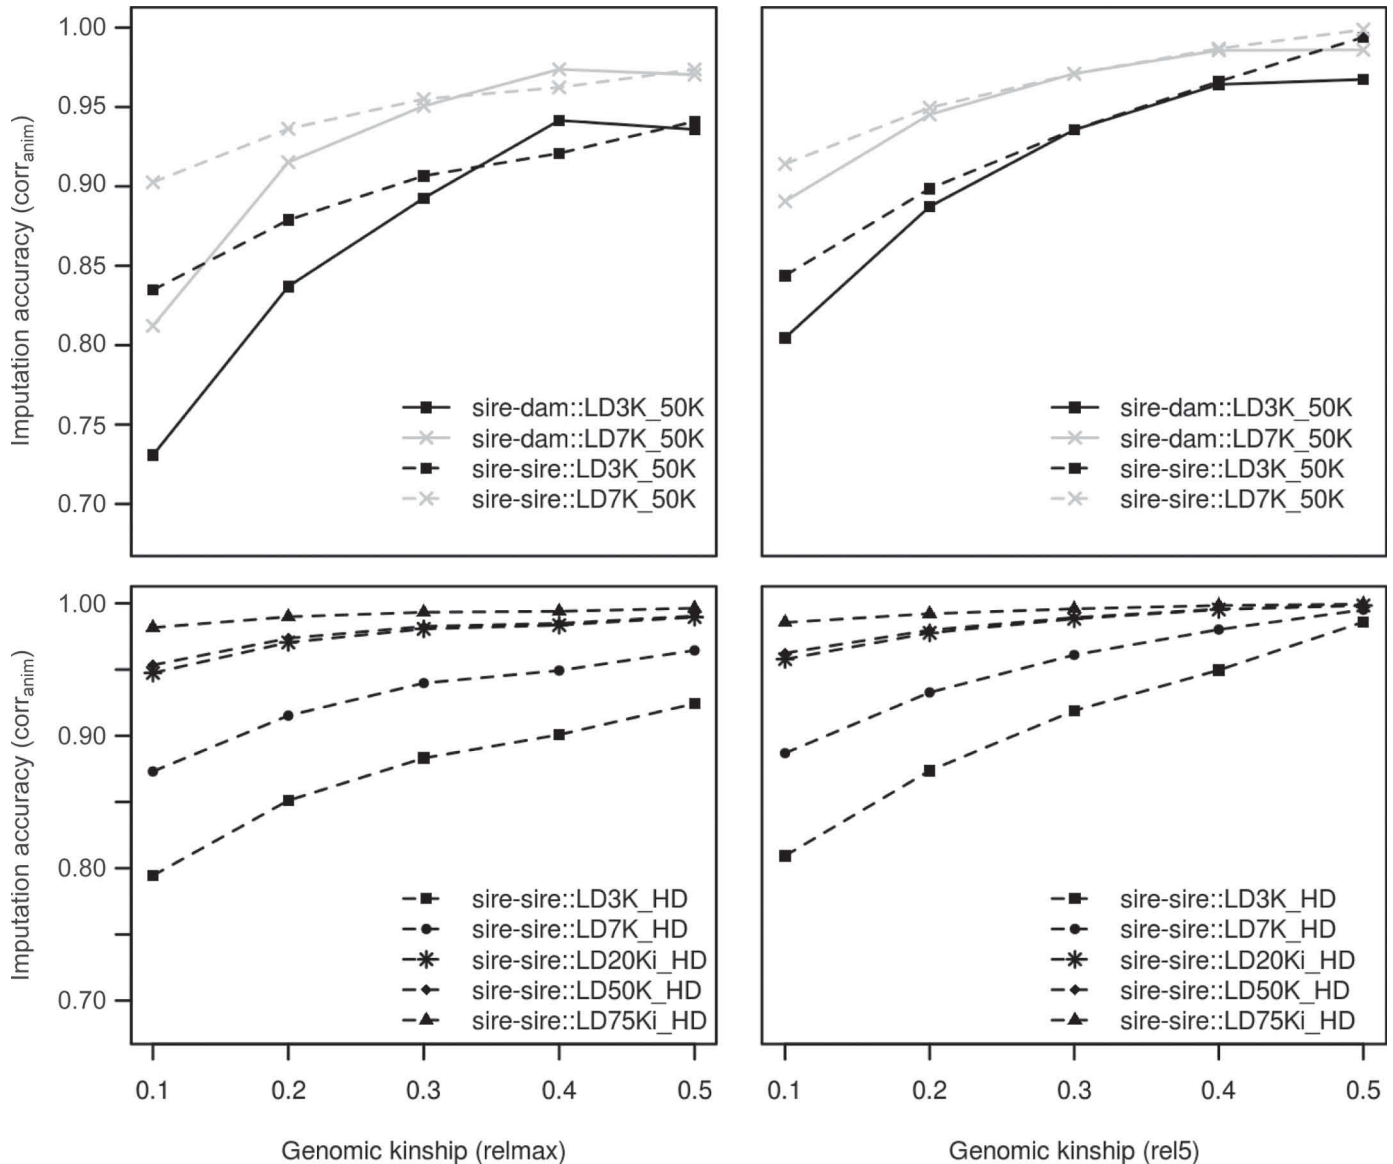 Imputation accuracy (corranim)
1.00
0.95
0.90
0.85
0.80
0.75
0.70
sire-dam::LD3K_50K
sire-dam::LD7K_50K
sire-sire::LD3K_50K
sire-sire::LD7K_50K
sire-dam::LD3K_50K
sire-dam::LD7K_50K
sire-sire::LD3K_50K
sire-sire::LD7K_50K
Imputation accuracy (corranim)
1.00
0.90
0.80
0.70
sire-sire::LD3K_HD
sire-sire::LD7K_HD
sire-sire::LD20Ki_HD
sire-sire::LD50K_HD
sire-sire::LD75Ki_HD
sire-sire::LD3K_HD
sire-sire::LD7K_HD
sire-sire::LD20Ki_HD
sire-sire::LD50K_HD
sire-sire::LD75Ki_HD
0.1 0.2 0.3 0.4 0.5
0.1 0.2 0.3 0.4 0.5
Genomic kinship (relmax)
Genomic kinship (rel5)